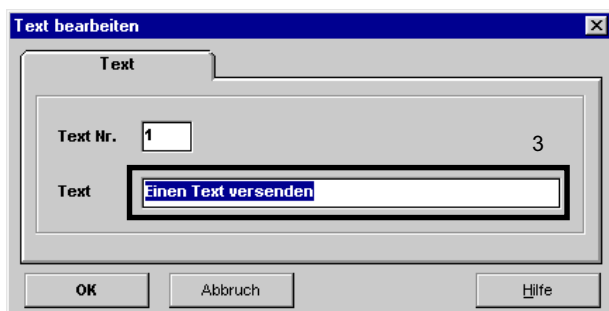 Text bearbeiten
Text
Text Nr. 1
3
Text Einen Text versenden
OK Abbruch Hilfe